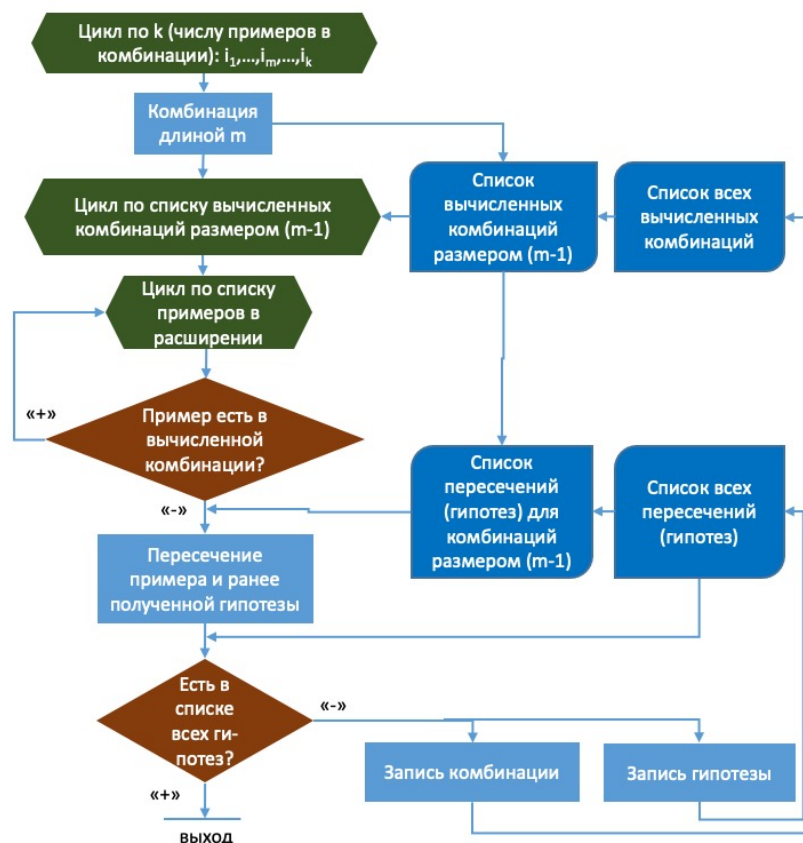 Цикл по k (числу примеров в
комбинации): i₁,…,iₘ,…,iₖ
Комбинация
длиной m
Цикл по списку вычисленных
комбинаций размером (m-1)
Список
вычисленных
комбинаций
размером (m-1)
Список всех
вычисленных
комбинаций
Цикл по списку
примеров в
расширении
«+»
Пример есть в
вычисленной
комбинации?
«-»
Список
пересечений
(гипотез) для
комбинаций
размером (m-1)
Список всех
пересечений
(гипотез)
Пересечение
примера и ранее
полученной гипотезы
Есть в
списке
всех ги-
потез?
«-»
Запись комбинации
Запись гипотезы
«+»
выход